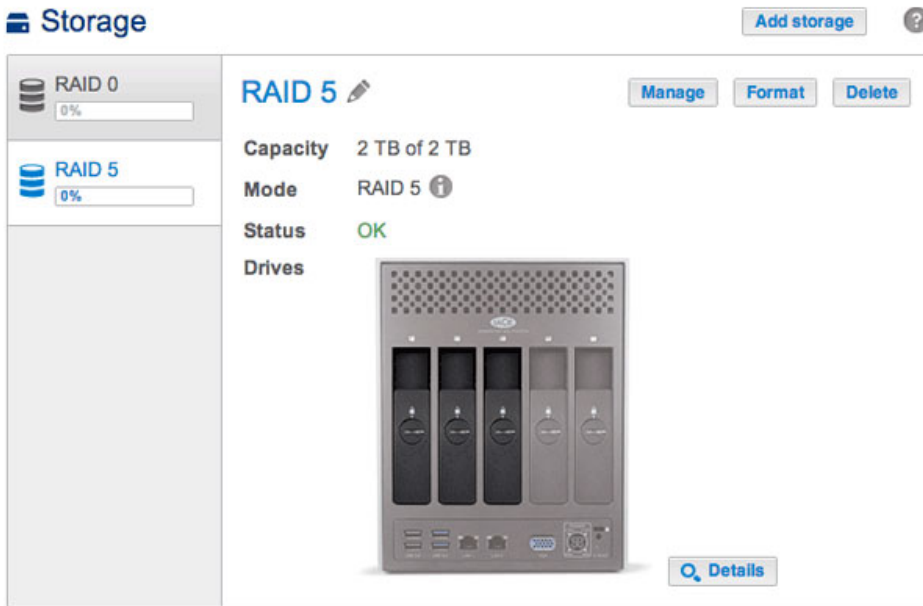 Storage
Add storage
?
RAID 0
0%
RAID 5
0%
RAID 5
Manage
Format
Delete
Capacity 2 TB of 2 TB
Mode RAID 5
Status OK
Drives
LACIE
Details